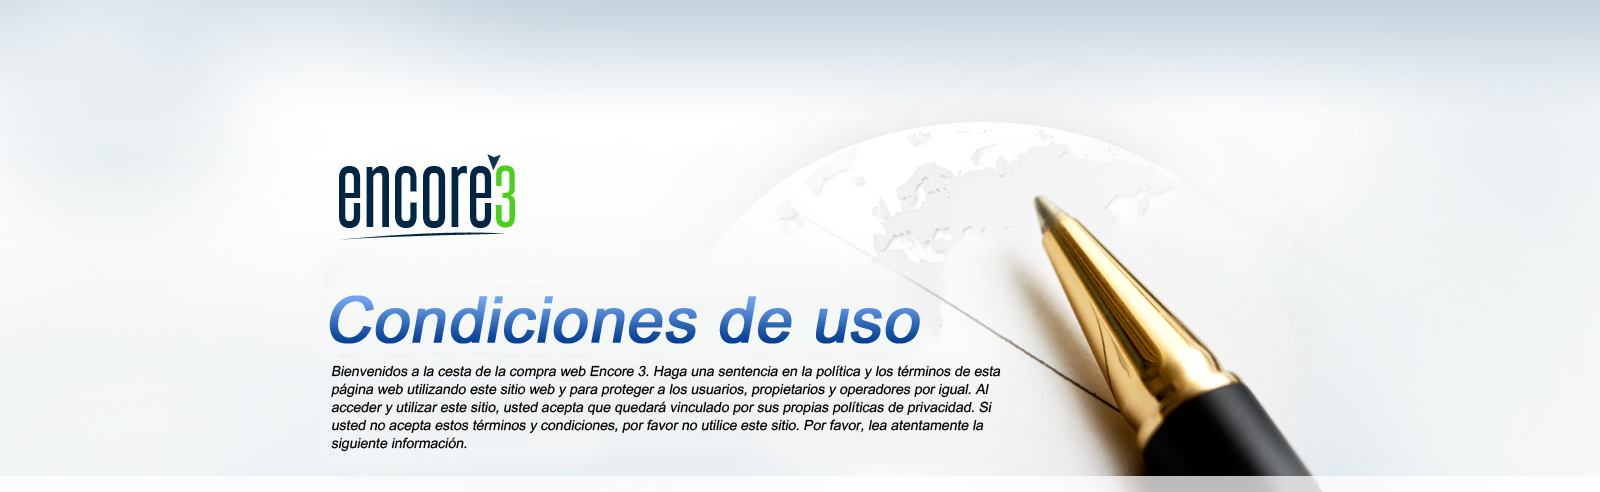 encore3
Condiciones de uso
Bienvenidos a la cesta de la compra web Encore 3. Haga una sentencia en la política y los términos de esta
página web utilizando este sitio web y para proteger a los usuarios, propietarios y operadores por igual. Al
acceder y utilizar este sitio, usted acepta que quedará vinculado por sus propias políticas de privacidad. Si
usted no acepta estos términos y condiciones, por favor no utilice este sitio. Por favor, lea atentamente la
siguiente información.